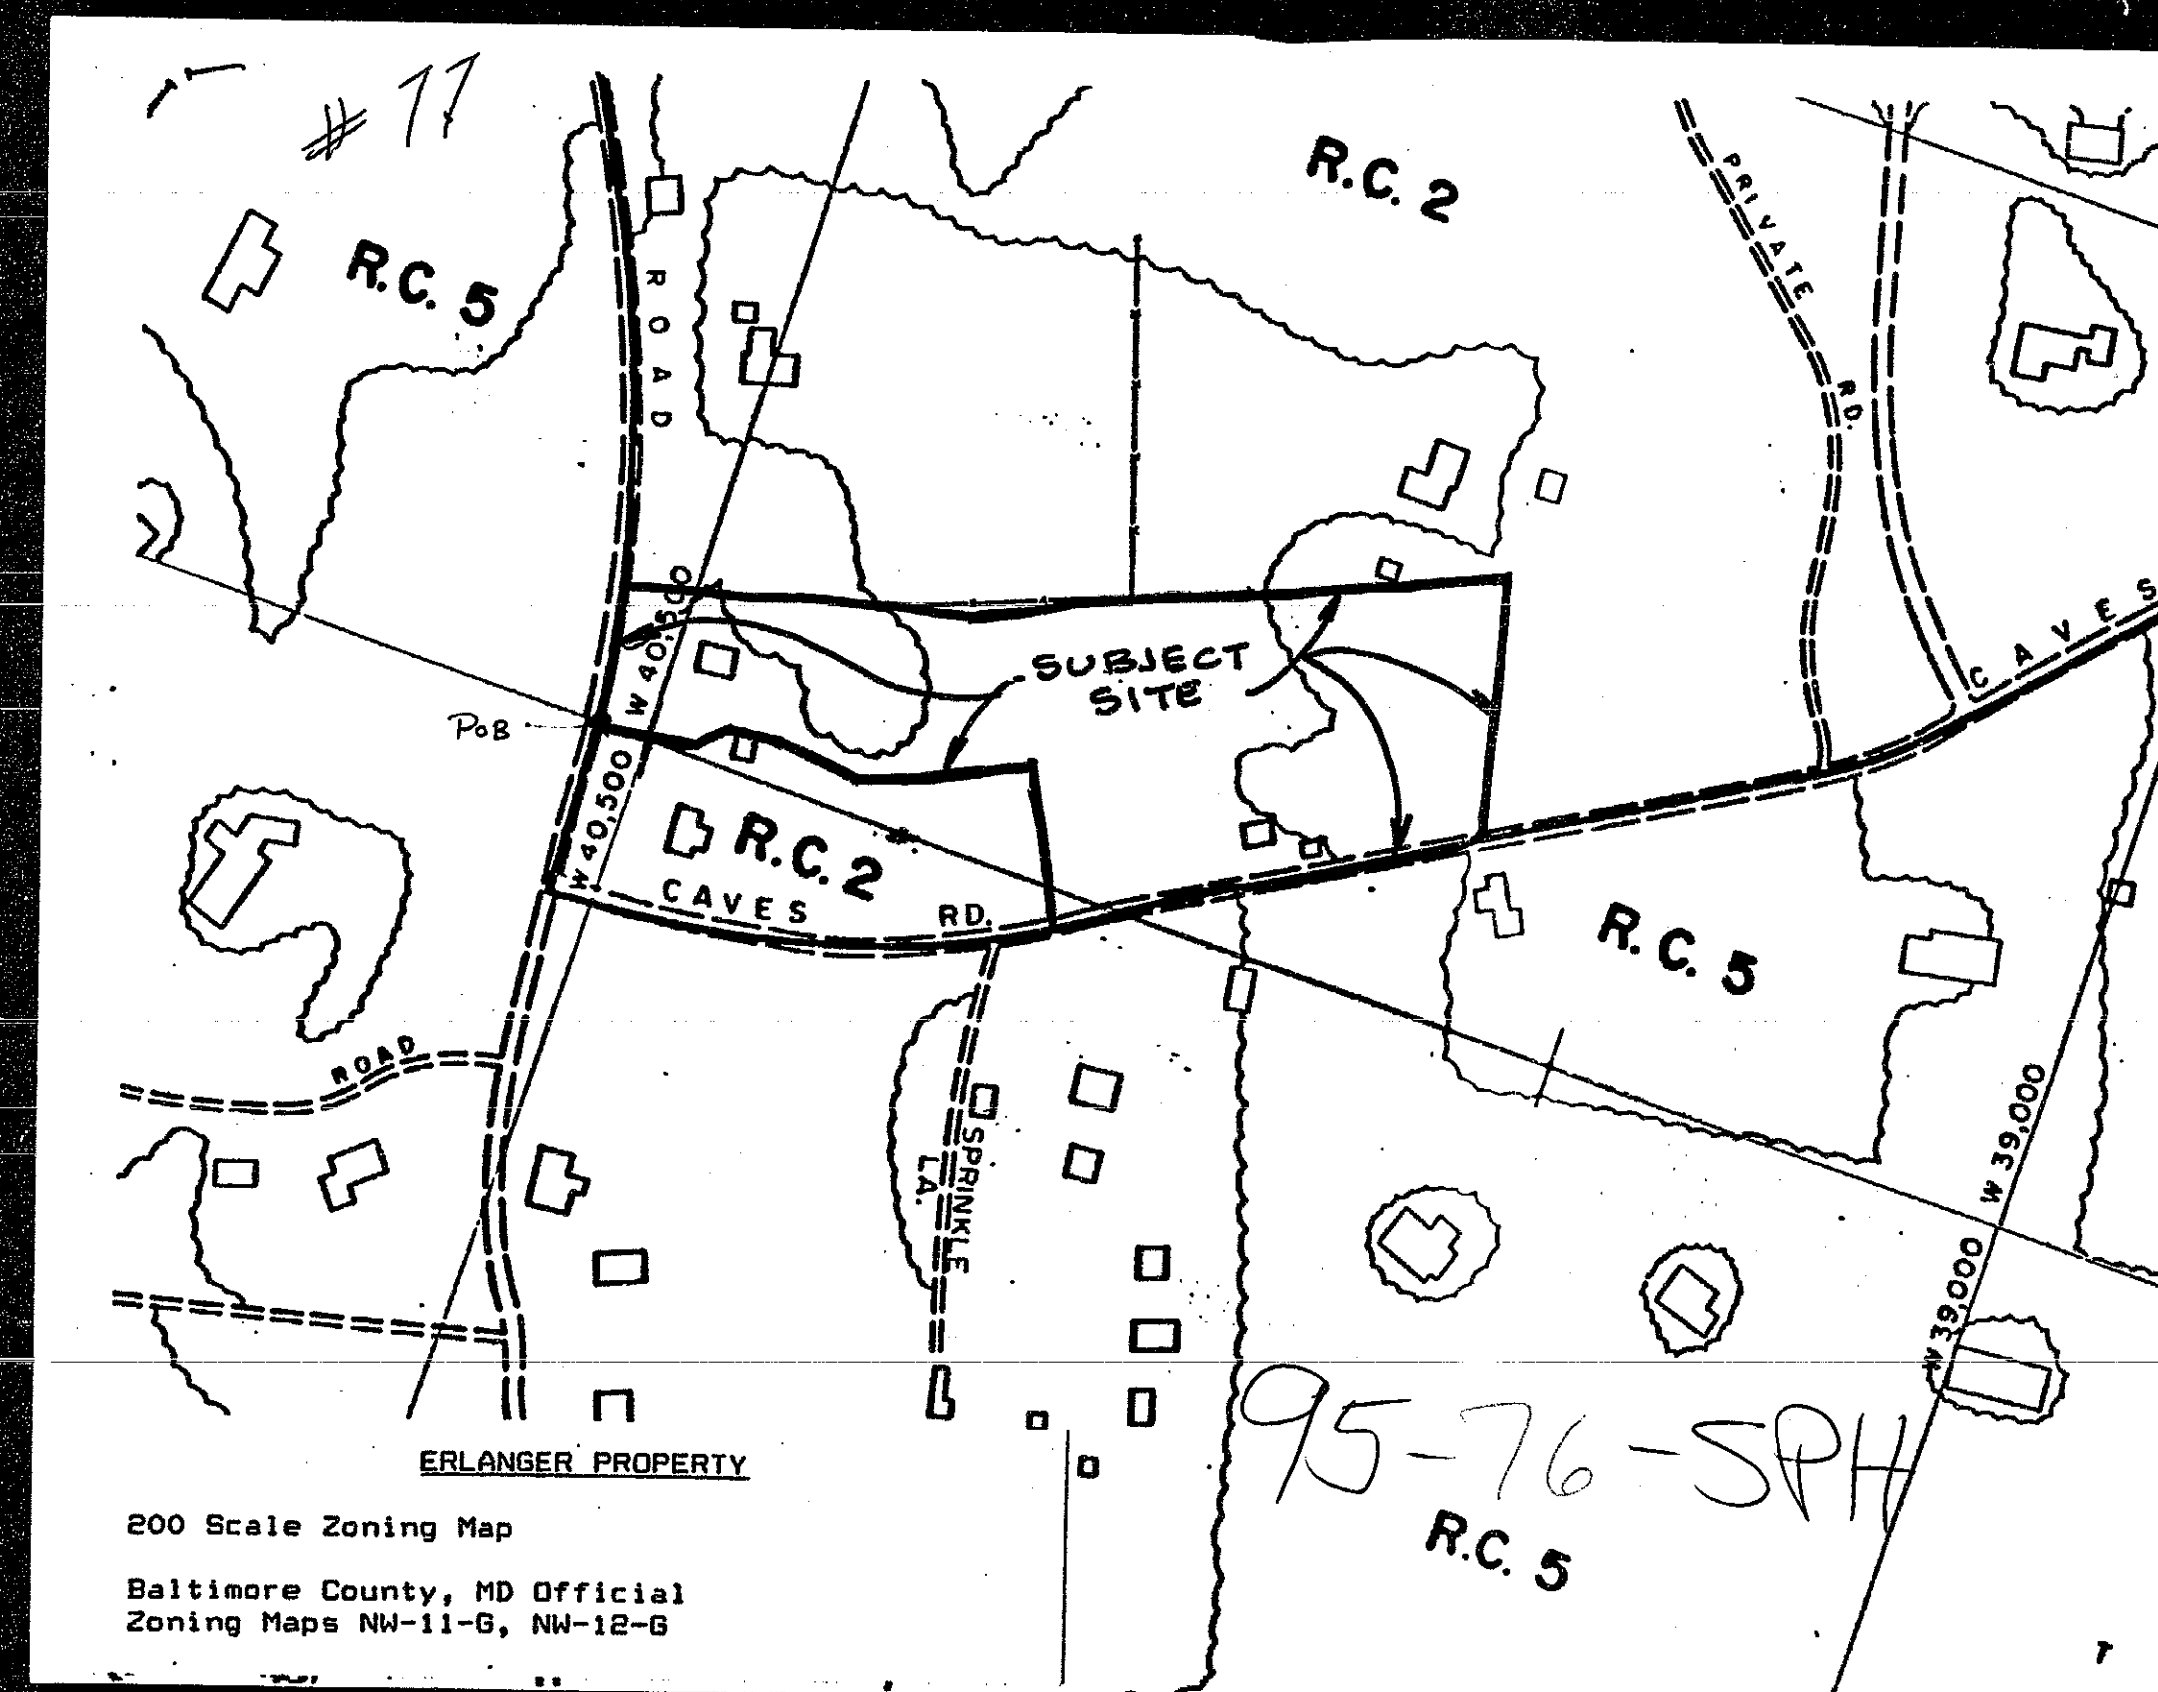 # 77
R.C. 2
PRIVATE RD.
R.C. 5
ROAD
W 40,500
CAVES
SUBJECT
SITE
POB
W 40,500
R.C. 2
CAVES RD.
R.C. 5
ROAD
SPRINKLE
LA.
W 39,000
W 39,000
95-76-SPH
ERLANGER PROPERTY
200 Scale Zoning Map
R.C. 5
Baltimore County, MD Official
Zoning Maps NW-11-G, NW-12-G